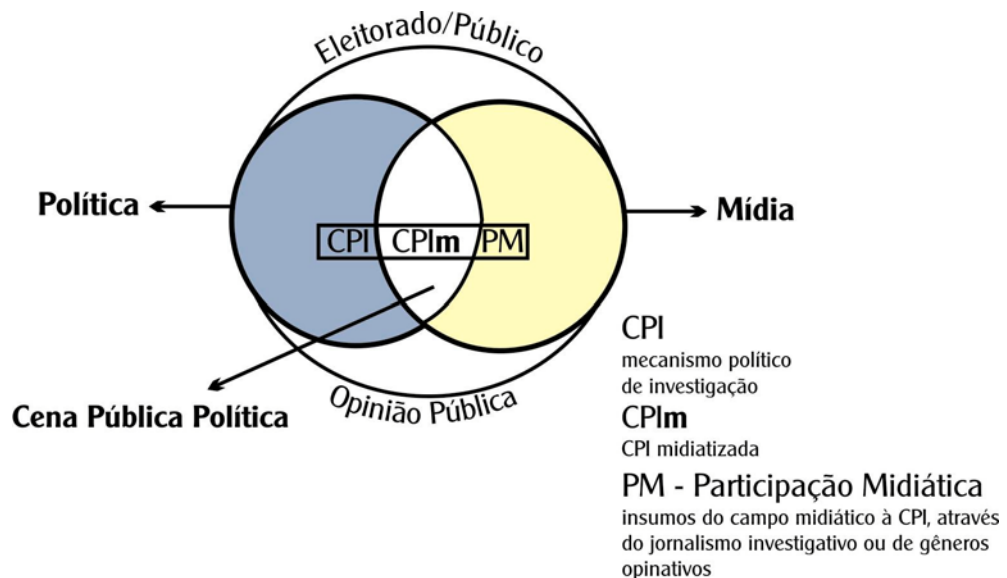 Eleitorado/Público
Política
Mídia
CPI CPIm PM
Cena Pública Política
Opinião Pública
CPI
mecanismo político
de investigação
CPIm
CPI midiatizada
PM - Participação Midiática
insumos do campo midiático à CPI, através
do jornalismo investigativo ou de gêneros
opinativos